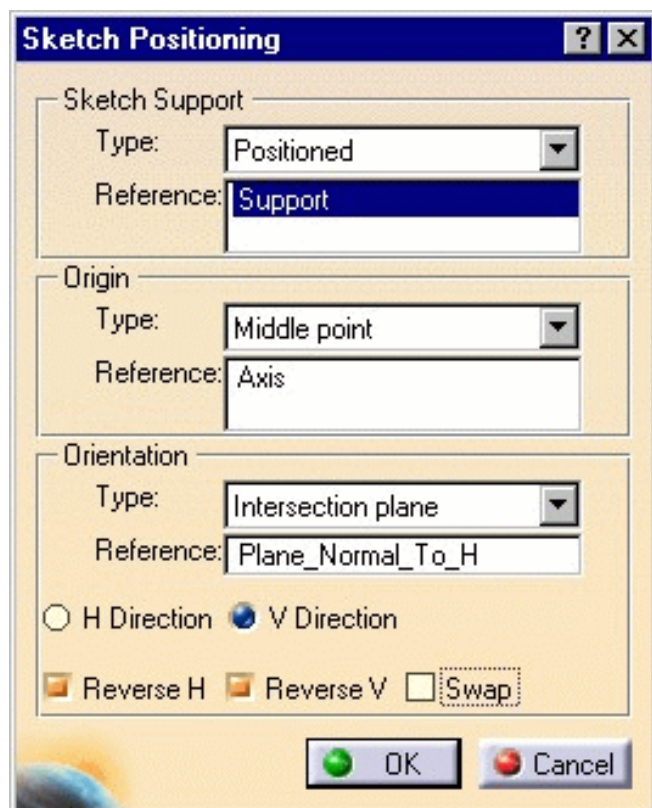 Sketch Positioning ? X
Sketch Support
Type: Positioned
Reference: Support
Origin
Type: Middle point
Reference: Axis
Orientation
Type: Intersection plane
Reference: Plane_Normal_To_H
H Direction V Direction
Reverse H Reverse V Swap
OK Cancel